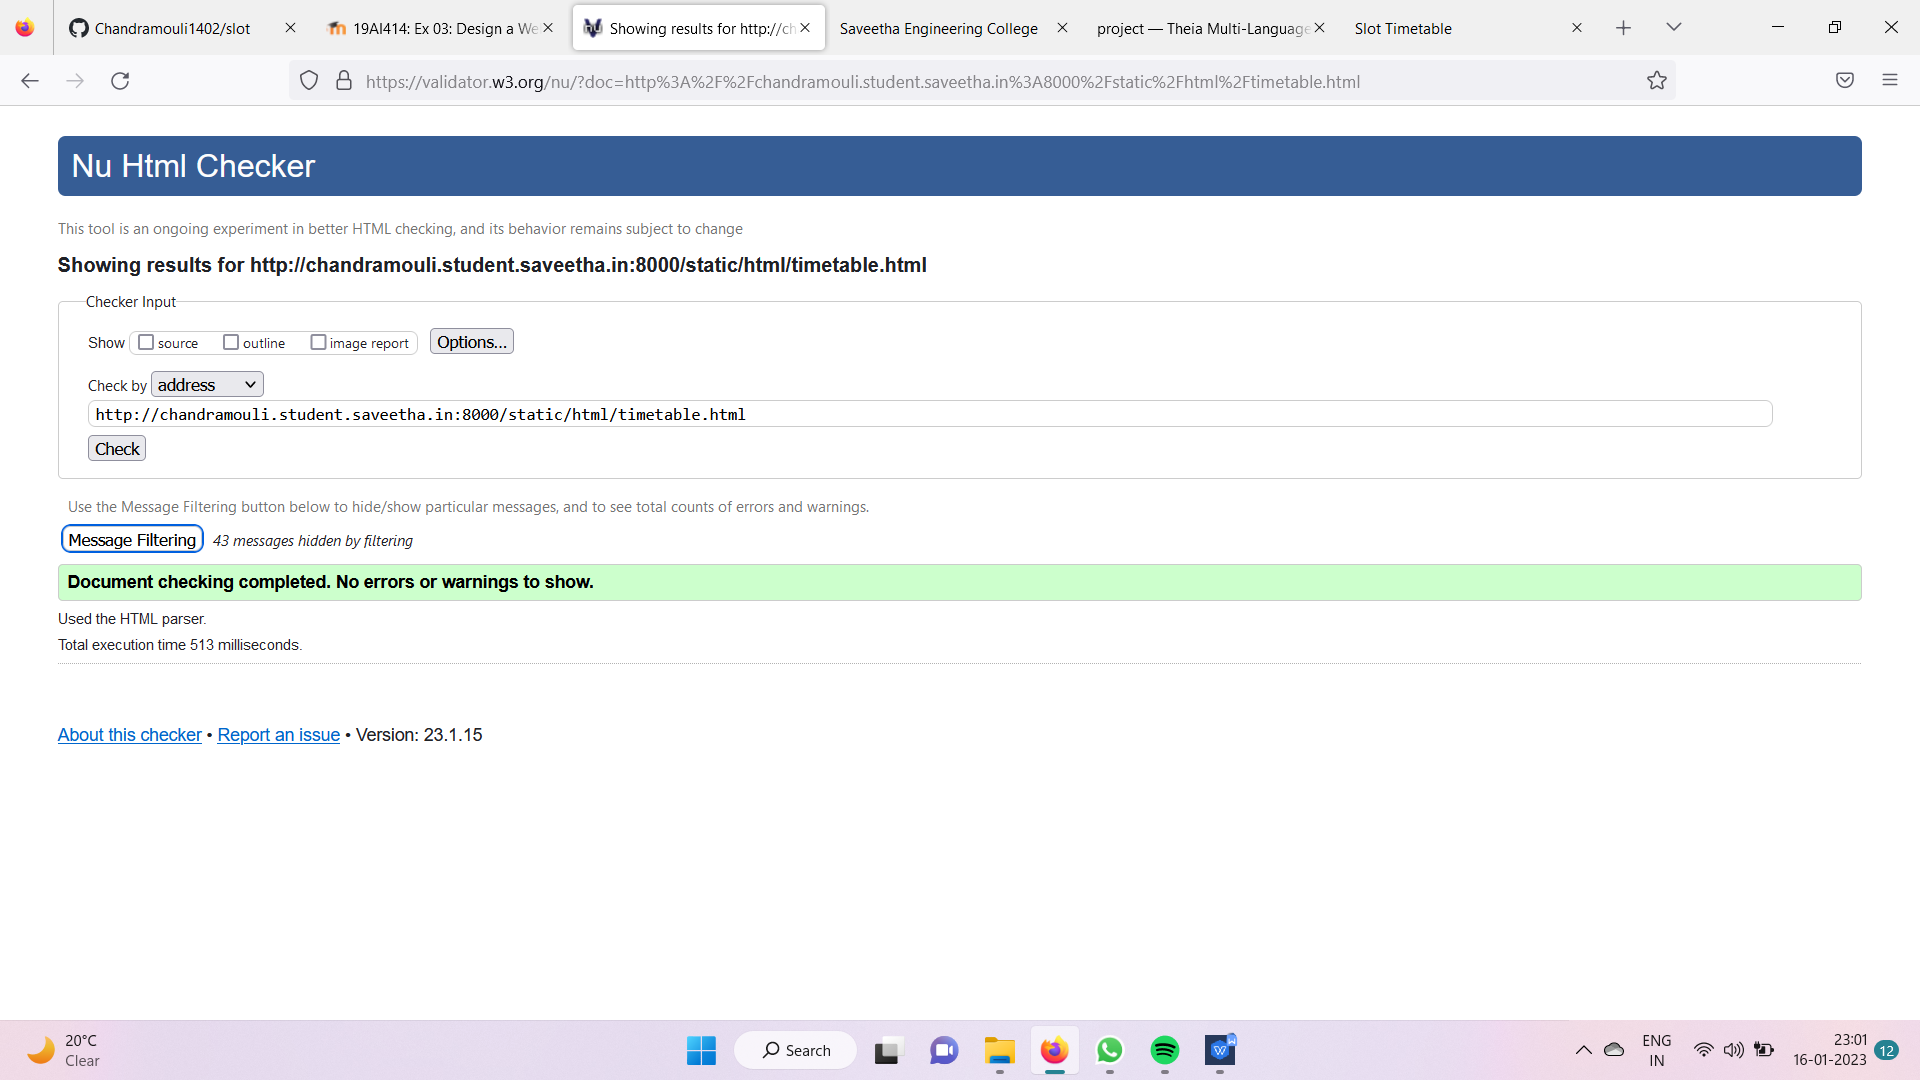 Chandramouli1402/slot
19AI414: Ex 03: Design a We
Showing results for http://ch
Saveetha Engineering College
project — Theia Multi-Language
Slot Timetable
https://validator.w3.org/nu/?doc=http%3A%2F%2Fchandramouli.student.saveetha.in%3A8000%2Fstatic%2Fhtml%2Ftimetable.html
Nu Html Checker
This tool is an ongoing experiment in better HTML checking, and its behavior remains subject to change
Showing results for http://chandramouli.student.saveetha.in:8000/static/html/timetable.html
Checker Input
Show source outline image report Options...
Check by address
http://chandramouli.student.saveetha.in:8000/static/html/timetable.html
Check
Use the Message Filtering button below to hide/show particular messages, and to see total counts of errors and warnings.
Message Filtering 43 messages hidden by filtering
Document checking completed. No errors or warnings to show.
Used the HTML parser.
Total execution time 513 milliseconds.
About this checker • Report an issue • Version: 23.1.15
20°C
Clear
Search
ENG
IN
23:01
16-01-2023
12